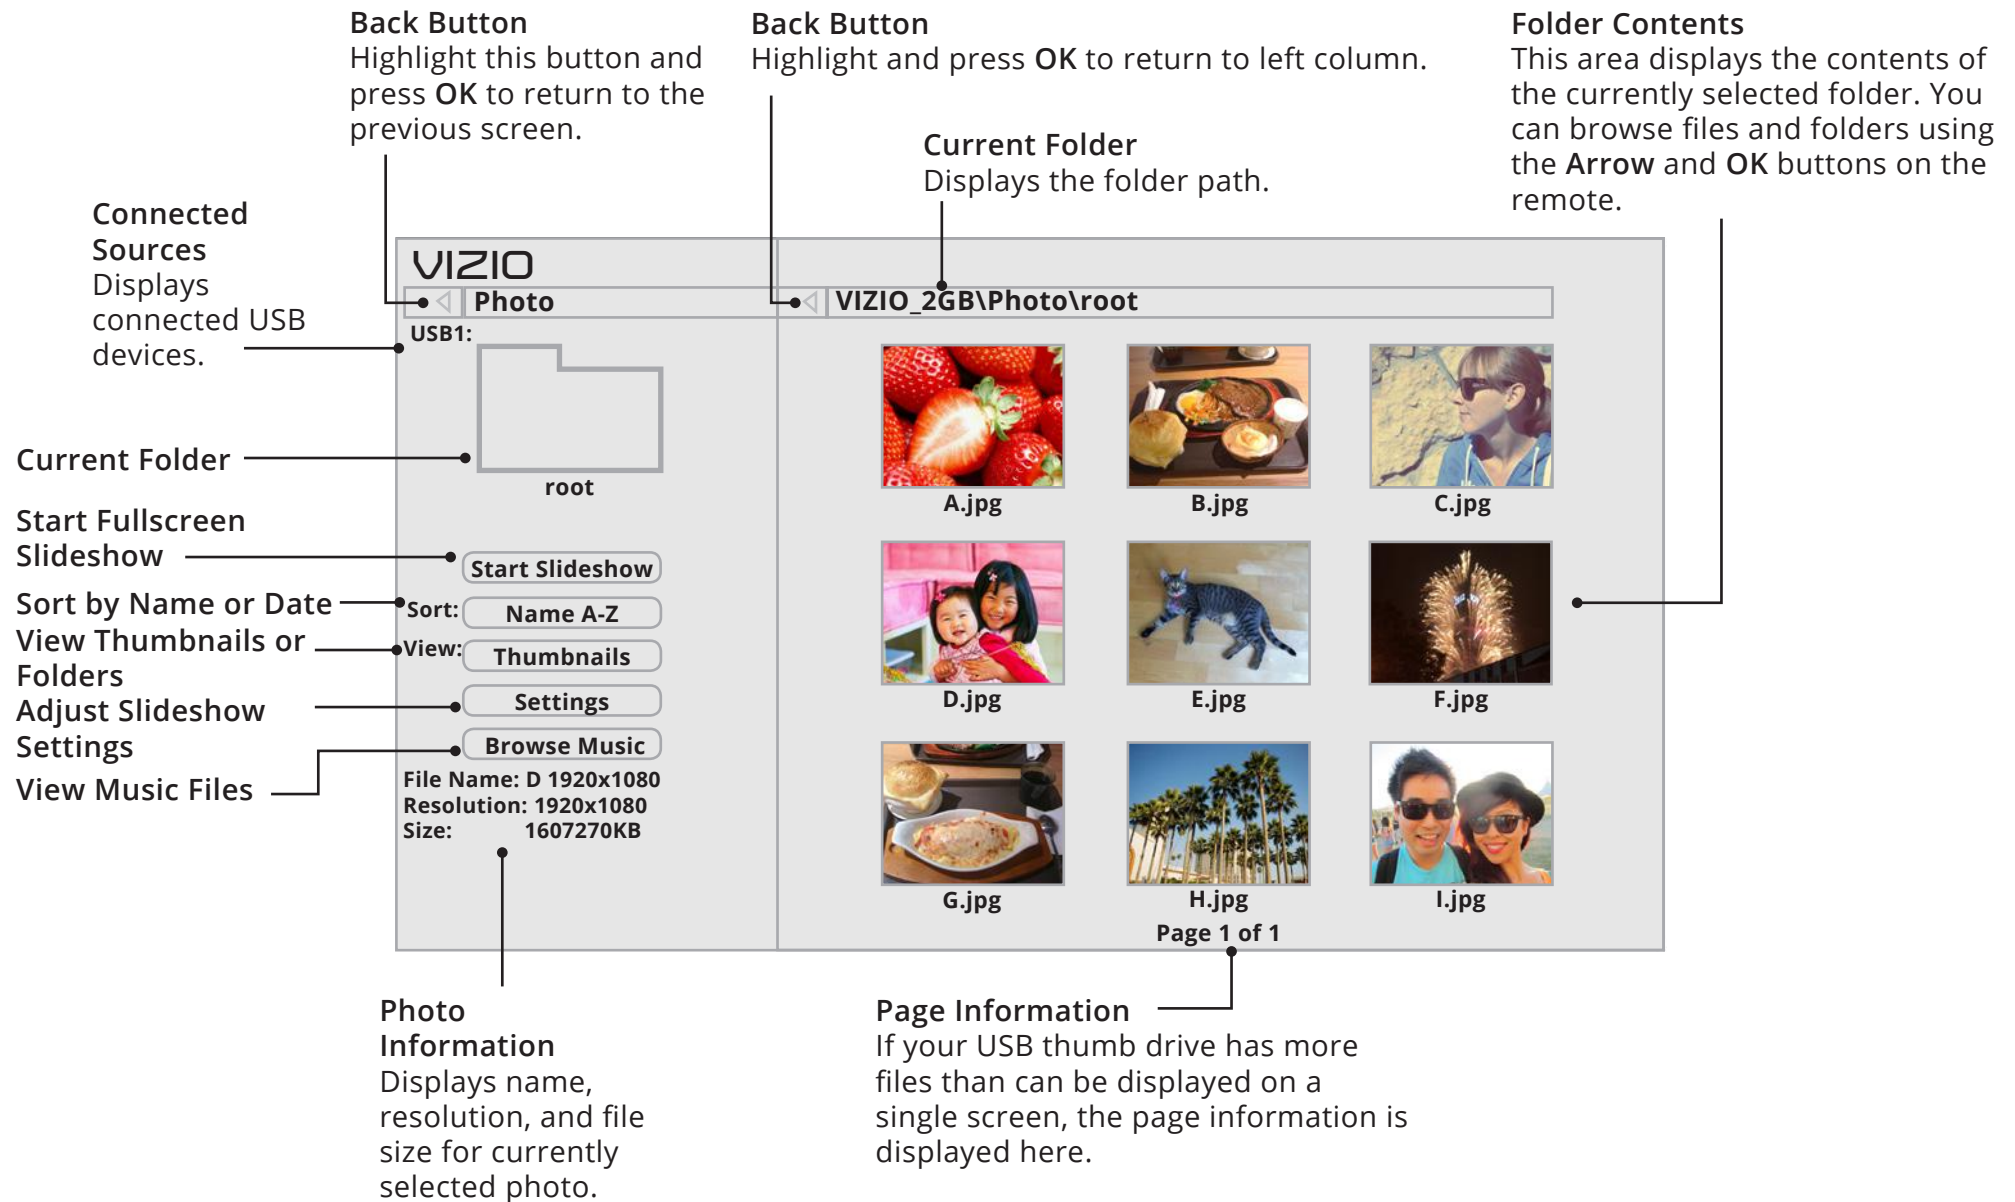 Back Button
Highlight this button and
press OK to return to the
previous screen.
Back Button
Highlight and press OK to return to left column.
Current Folder
Displays the folder path.
Folder Contents
This area displays the contents of
the currently selected folder. You
can browse files and folders using
the Arrow and OK buttons on the
remote.
Connected
Sources
Displays
connected USB
devices.
Current Folder
Start Fullscreen
Slideshow
Sort by Name or Date
View Thumbnails or
Folders
Adjust Slideshow
Settings
View Music Files
VIZIO
Photo
USB1:
root
Start Slideshow
Sort: Name A-Z
View: Thumbnails
Settings
Browse Music
File Name: D 1920x1080
Resolution: 1920x1080
Size: 1607270KB
VIZIO_2GB\Photo\root
A.jpg B.jpg C.jpg
D.jpg E.jpg F.jpg
G.jpg H.jpg I.jpg
Page 1 of 1
Photo
Information
Displays name,
resolution, and file
size for currently
selected photo.
Page Information
If your USB thumb drive has more
files than can be displayed on a
single screen, the page information is
displayed here.